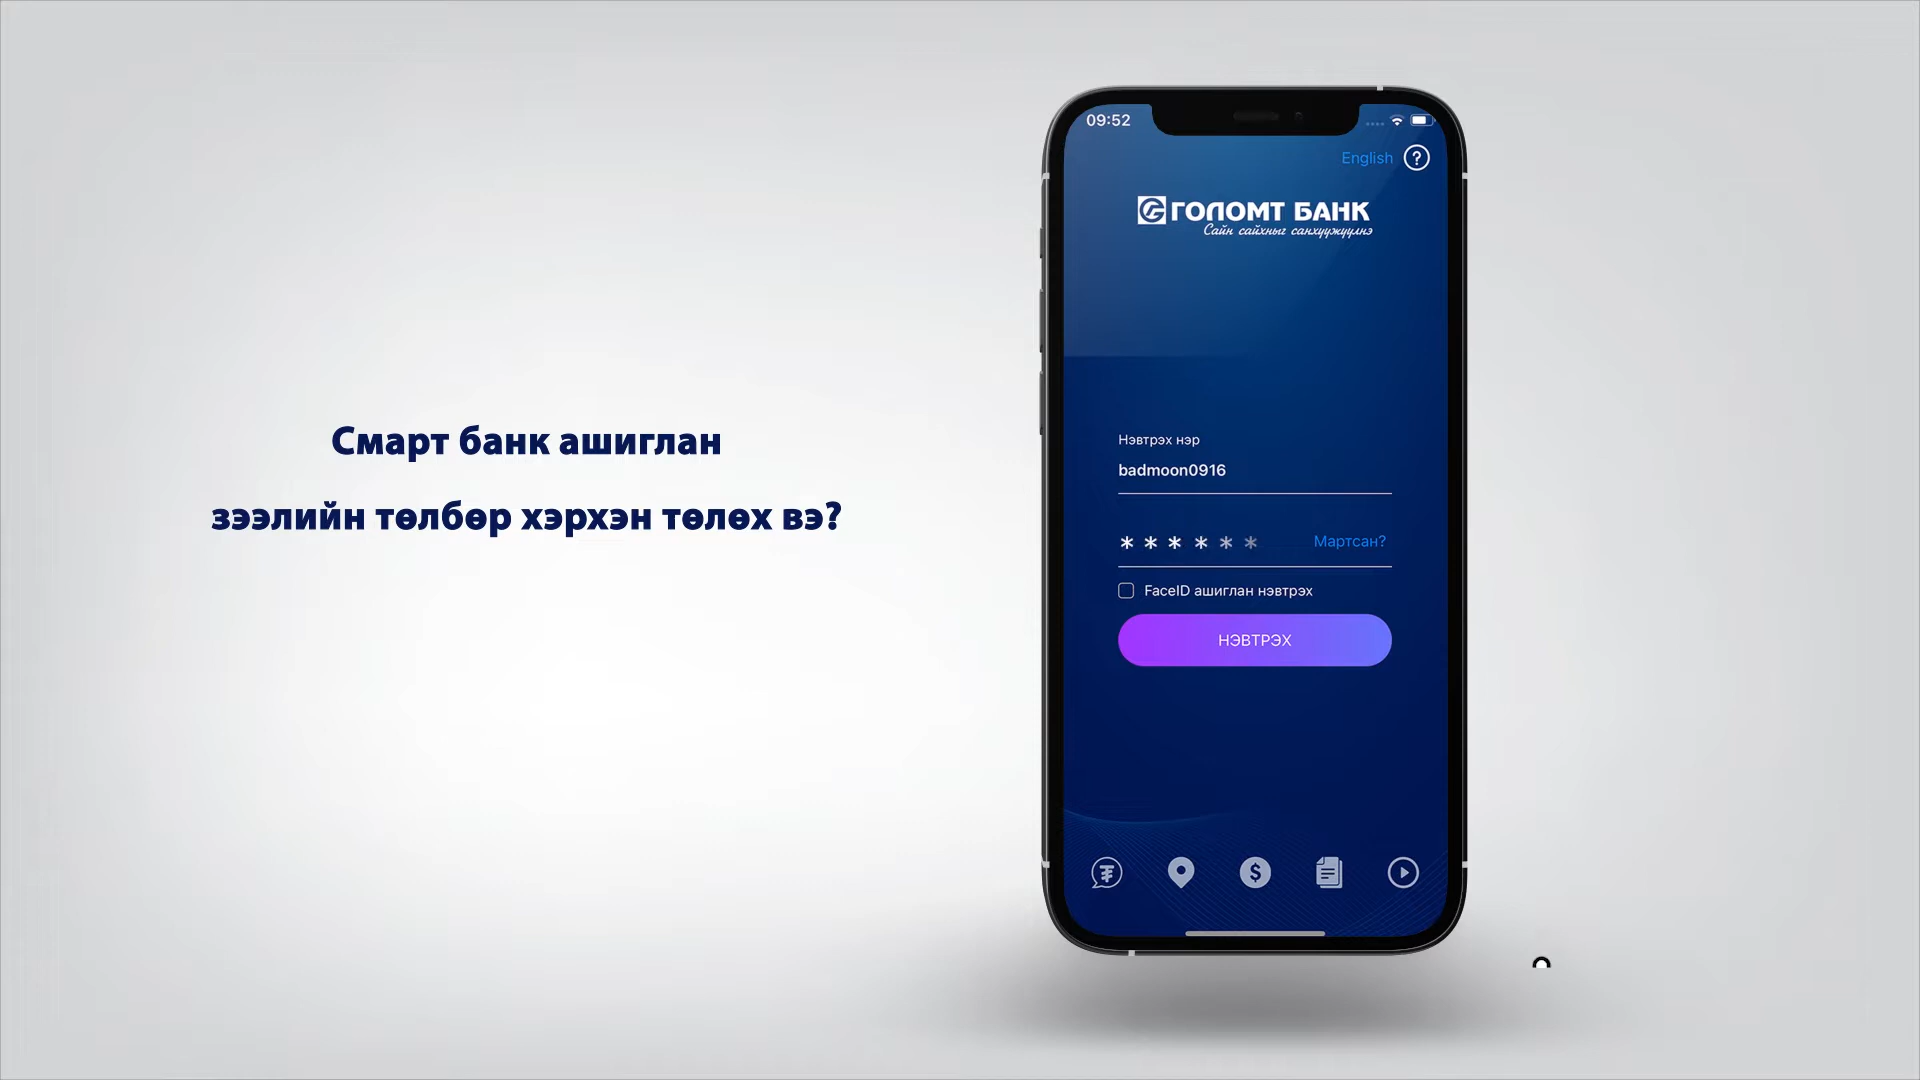 Смарт банк ашиглан
зээлийн төлбөр хэрхэн төлөх вэ?
09:52
English
ГОЛОМТ БАНК
Сайн сайхныг санхүүжүүлнэ
Нэвтрэх нэр
badmoon0916
* * * * * * Мартсан?
FaceID ашиглан нэвтрэх
НЭВТРЭХ